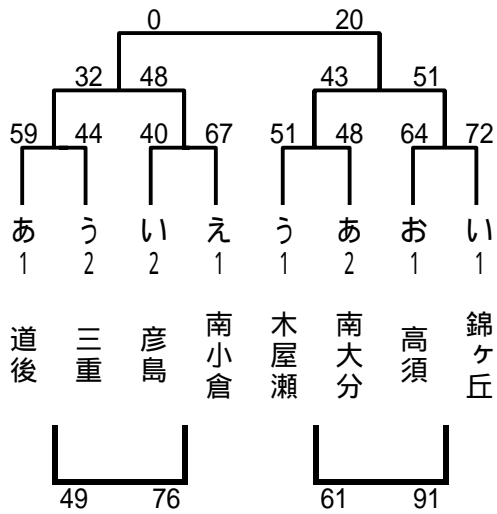 0 20
32 48 43 51
59 44 40 67 51 48 64 72
あ う い え う あ お い
1 2 2 1 1 2 1 1
道後 三重 彦島 南小倉 木屋瀬 南大分 高須 錦ヶ丘
49 76 61 91